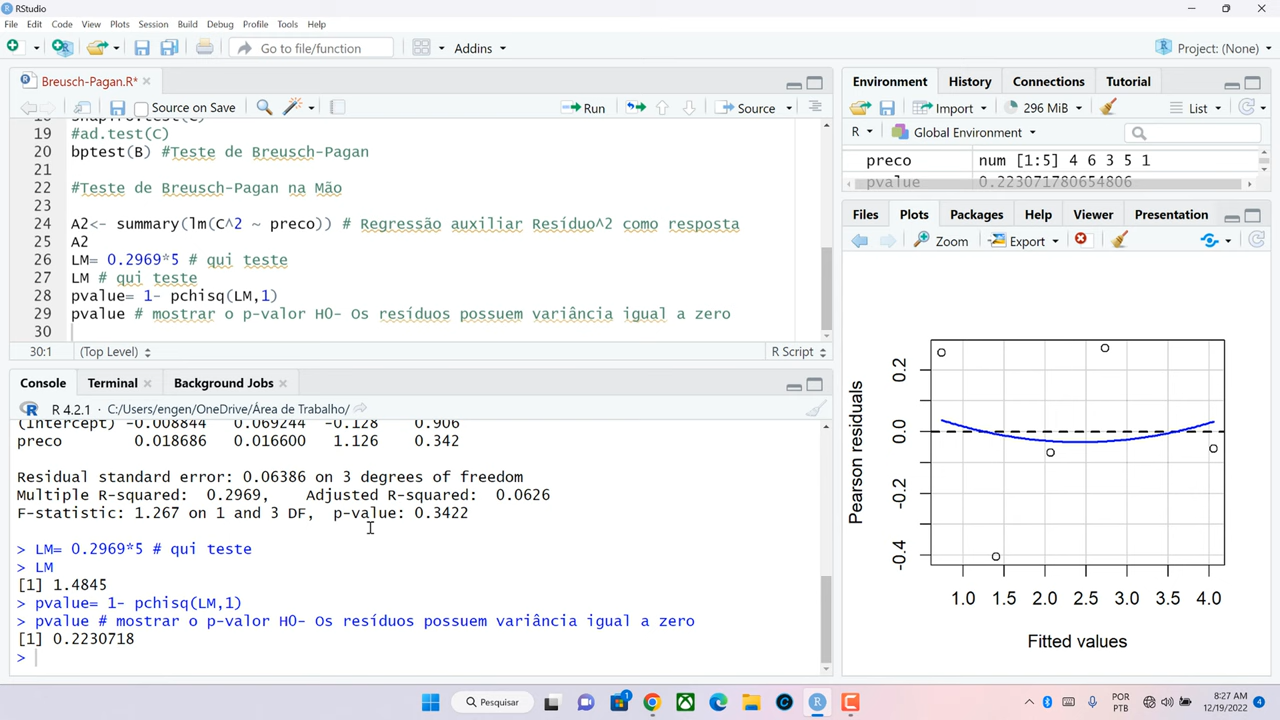 RStudio
File Edit Code View Plots Session Build Debug Profile Tools Help
Go to file/function Addins Project: (None)
Breusch-Pagan.R*
Source on Save Run Source
19 #ad.test(C)
20 bptest(B) #Teste de Breusch-Pagan
21
22 #Teste de Breusch-Pagan na Mão
23
24 A2<- summary(lm(C^2 ~ preco)) # Regressão auxiliar Resíduo^2 como resposta
25 A2
26 LM= 0.2969*5 # qui teste
27 LM # qui teste
28 pvalue= 1- pchisq(LM,1)
29 pvalue # mostrar o p-valor H0- Os resíduos possuem variância igual a zero
30
30:1 (Top Level) R Script
Console Terminal Background Jobs
R 4.2.1 · C:/Users/engen/OneDrive/Área de Trabalho/
(Intercept) -0.008844 0.069244 -0.128 0.906
preco 0.018686 0.016600 1.126 0.342
Residual standard error: 0.06386 on 3 degrees of freedom
Multiple R-squared: 0.2969, Adjusted R-squared: 0.0626
F-statistic: 1.267 on 1 and 3 DF, p-value: 0.3422
> LM= 0.2969*5 # qui teste
> LM
[1] 1.4845
> pvalue= 1- pchisq(LM,1)
> pvalue # mostrar o p-valor H0- Os resíduos possuem variância igual a zero
[1] 0.2230718
>
Environment History Connections Tutorial
Import 296 MiB List
R Global Environment
preco num [1:5] 4 6 3 5 1
pvalue 0.223071780654806
Files Plots Packages Help Viewer Presentation
Zoom Export
Pearson residuals
0.2
0.0
-0.2
-0.4
1.0 1.5 2.0 2.5 3.0 3.5 4.0
Fitted values
Pesquisar
1
POR
PTB
8:27 AM
12/19/2022
4